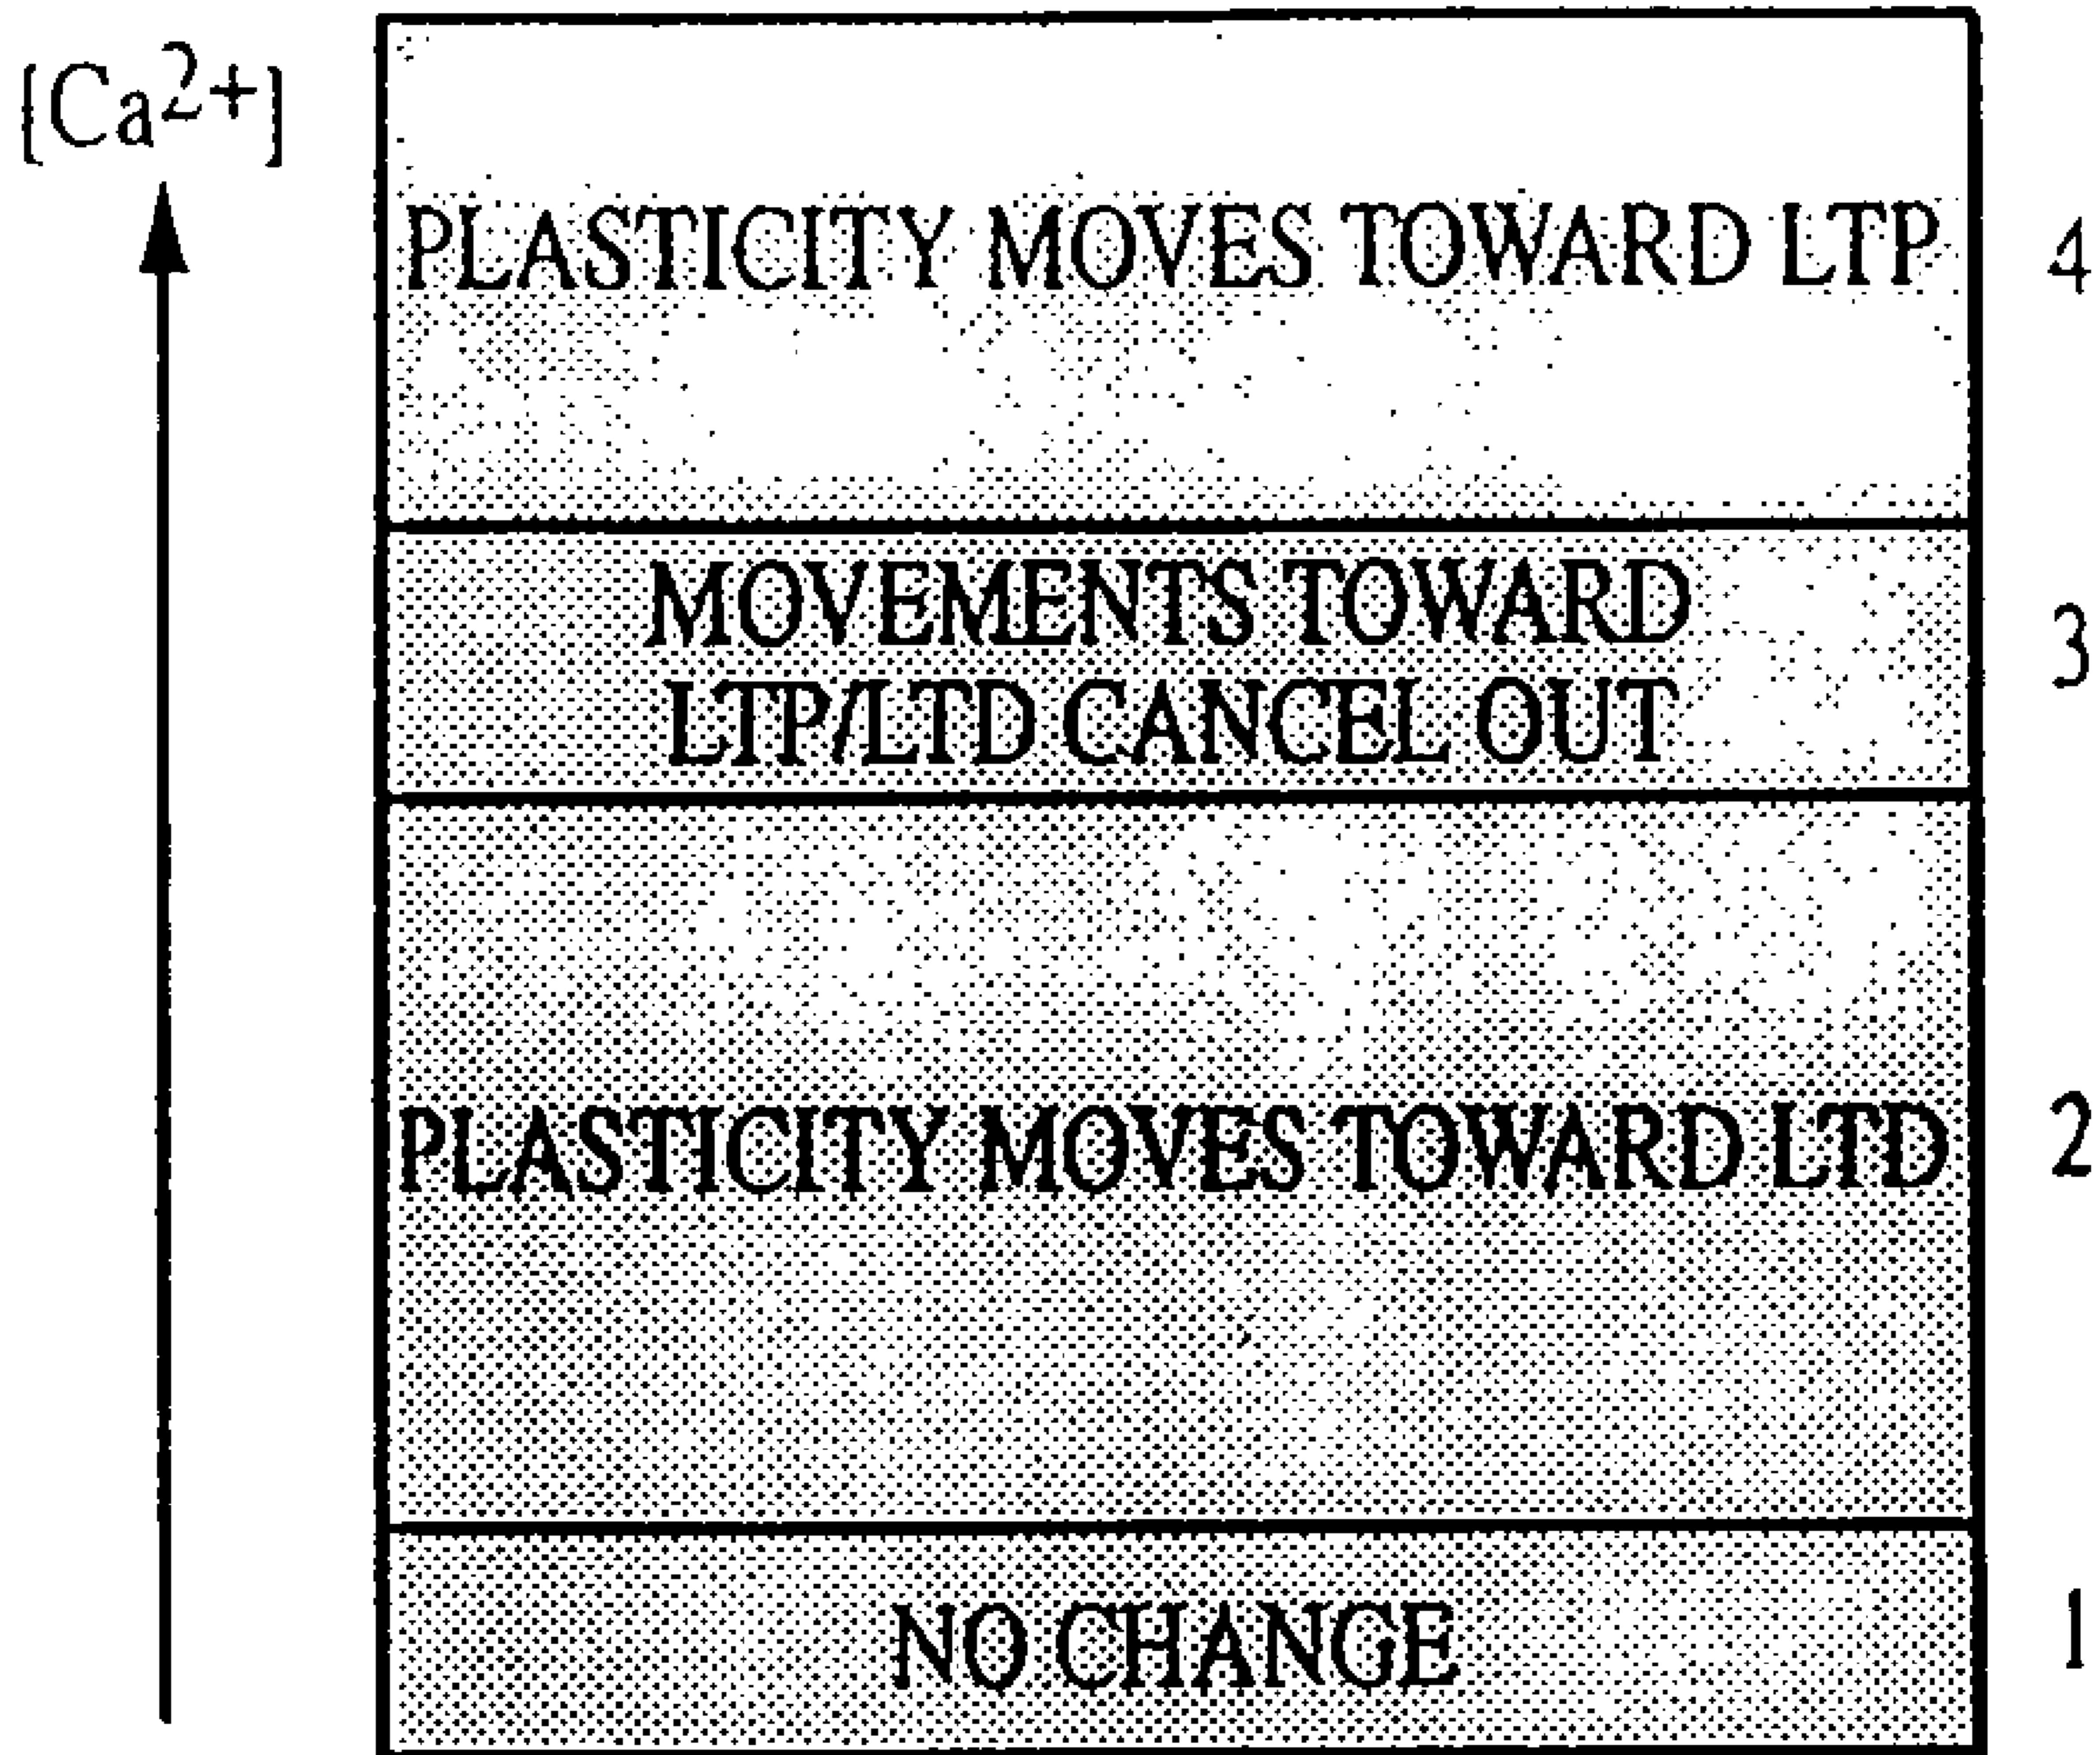 [Ca2+]
PLASTICITY MOVES TOWARD LTP 4
MOVEMENTS TOWARD
LTP/LTD CANCEL OUT 3
PLASTICITY MOVES TOWARD LTD 2
NO CHANGE 1